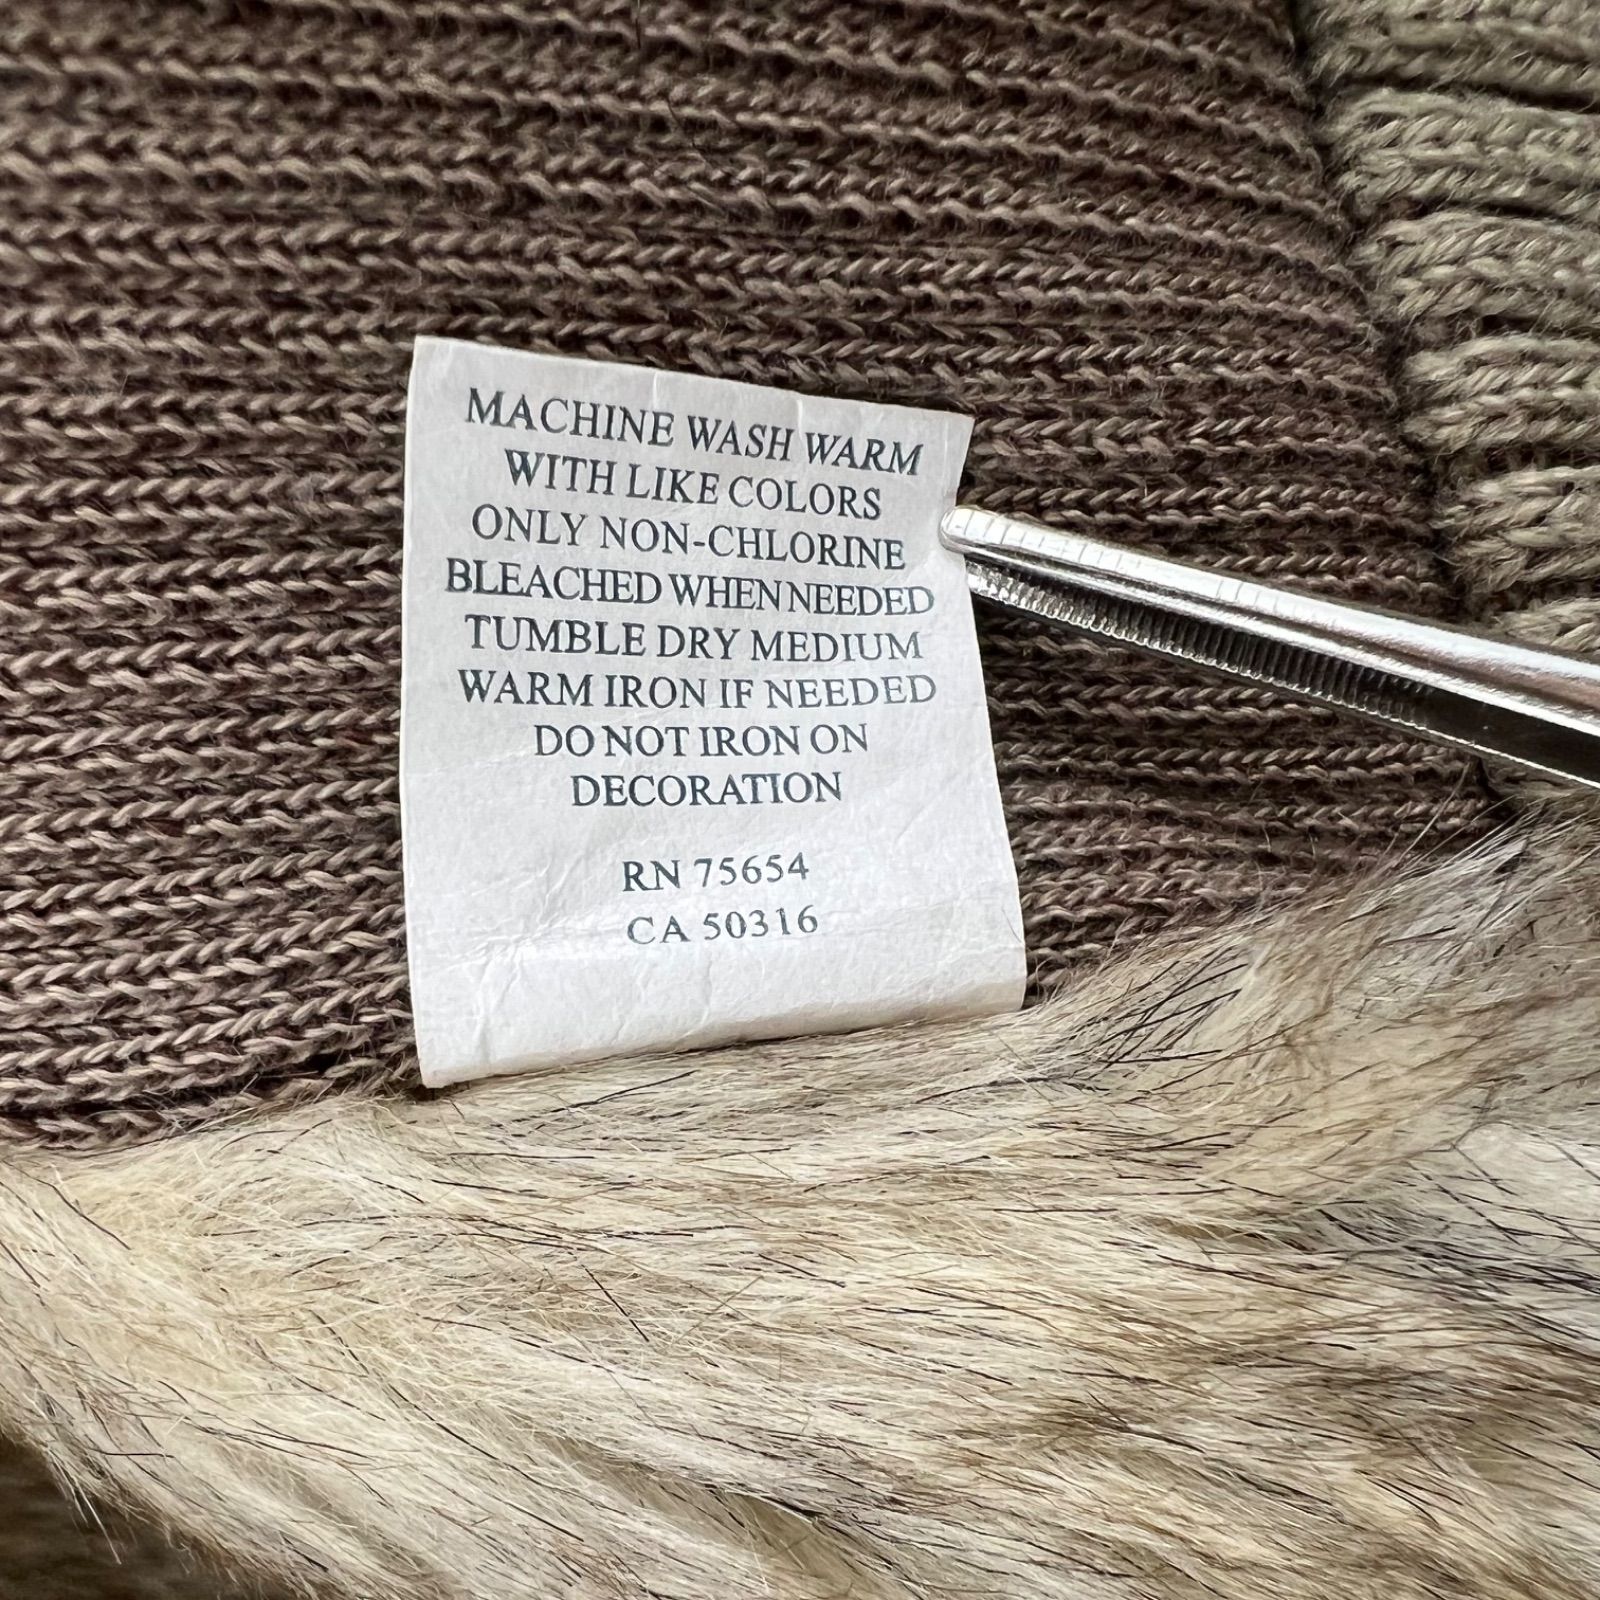 MACHINE WASH WARM
WITH LIKE COLORS
ONLY NON-CHLORINE
BLEACHED WHEN NEEDED
TUMBLE DRY MEDIUM
WARM IRON IF NEEDED
DO NOT IRON ON
DECORATION
RN 75654
CA 50316